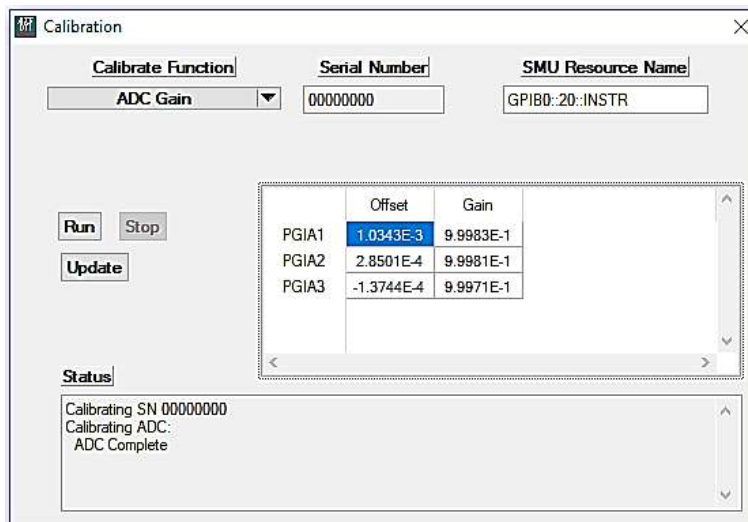 Calibration
Calibrate Function Serial Number SMU Resource Name
ADC Gain 00000000 GPIB0::20::INSTR
Run Stop
Update
Offset Gain
PGIA1 1.0343E-3 9.9983E-1
PGIA2 2.8501E-4 9.9981E-1
PGIA3 -1.3744E-4 9.9971E-1
Status
Calibrating SN 00000000
Calibrating ADC:
ADC Complete